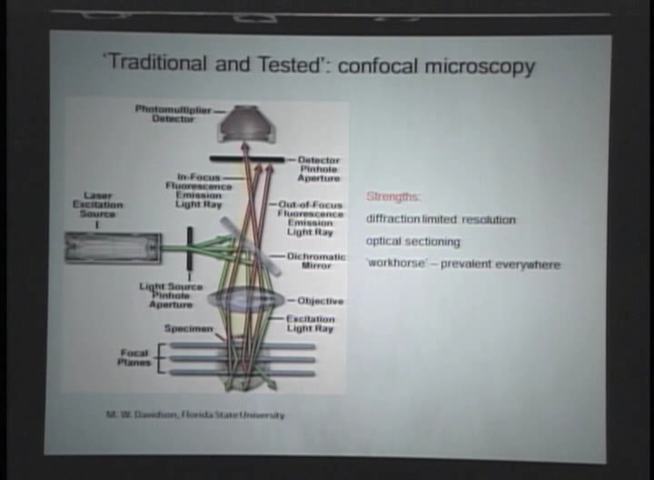 'Traditional and Tested': confocal microscopy
Photomultiplier
Detector
Detector
Pinhole
Aperture
In-Focus
Fluorescence
Emission
Light Ray
Laser
Excitation
Source
Out-of-Focus
Fluorescence
Emission
Light Ray
Dichromatic
Mirror
Light Source
Pinhole
Aperture
Objective
Excitation
Light Ray
Specimen
Focal
Planes
Strengths:
diffraction limited resolution
optical sectioning
'workhorse' – prevalent everywhere
M. W. Davidson, Florida State University